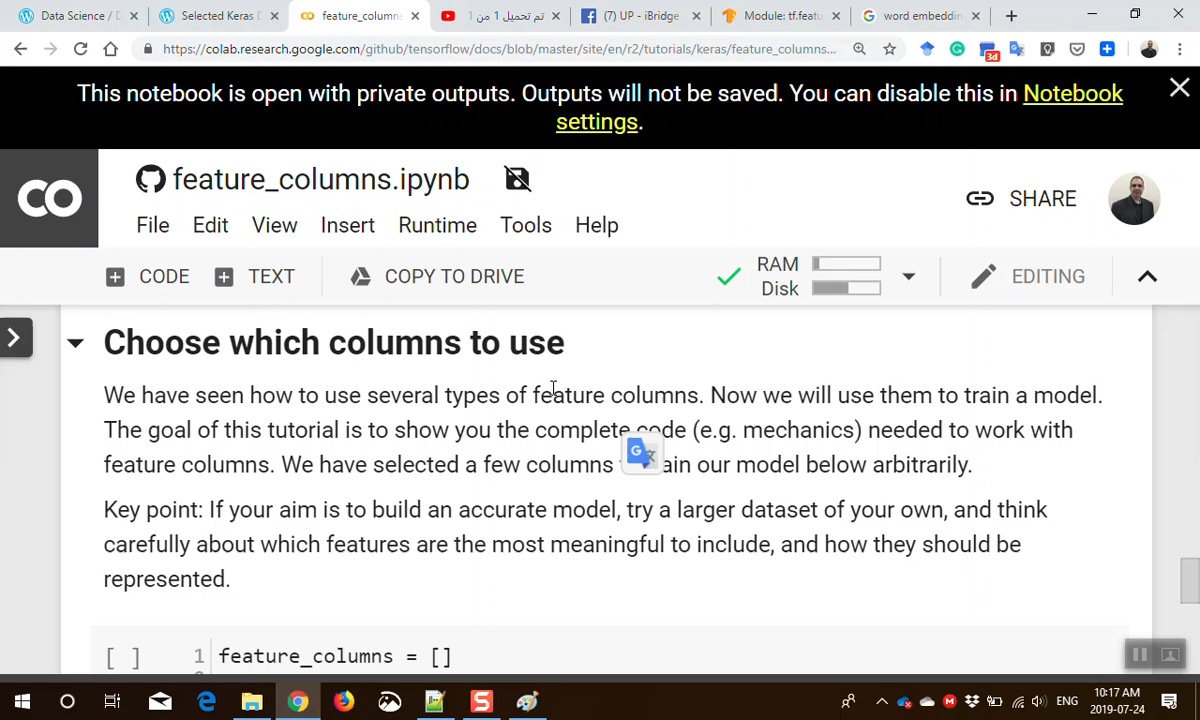 Data Science / D
Selected Keras D
feature_columns
تم تحميل 1 من 1
(7) UP - iBridge
Module: tf.featu
word embeddin
https://colab.research.google.com/github/tensorflow/docs/blob/master/site/en/r2/tutorials/keras/feature_columns...
3d
This notebook is open with private outputs. Outputs will not be saved. You can disable this in Notebook
settings.
CO
feature_columns.ipynb
SHARE
File Edit View Insert Runtime Tools Help
CODE TEXT COPY TO DRIVE
RAM
Disk
EDITING
Choose which columns to use
We have seen how to use several types of feature columns. Now we will use them to train a model.
The goal of this tutorial is to show you the complete code (e.g. mechanics) needed to work with
feature columns. We have selected a few columns ain our model below arbitrarily.
Key point: If your aim is to build an accurate model, try a larger dataset of your own, and think
carefully about which features are the most meaningful to include, and how they should be
represented.
[ ] 1 feature_columns = []
ENG
10:17 AM
2019-07-24